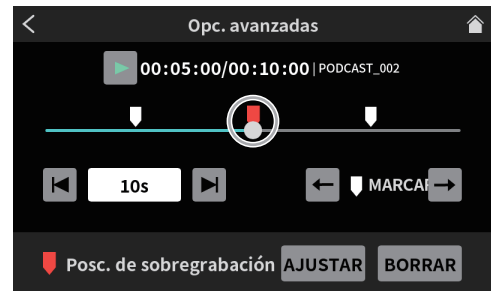 Opc. avanzadas
00:05:00/00:10:00 | PODCAST_002
10s MARCAR
Posc. de sobregrabación AJUSTAR BORRAR